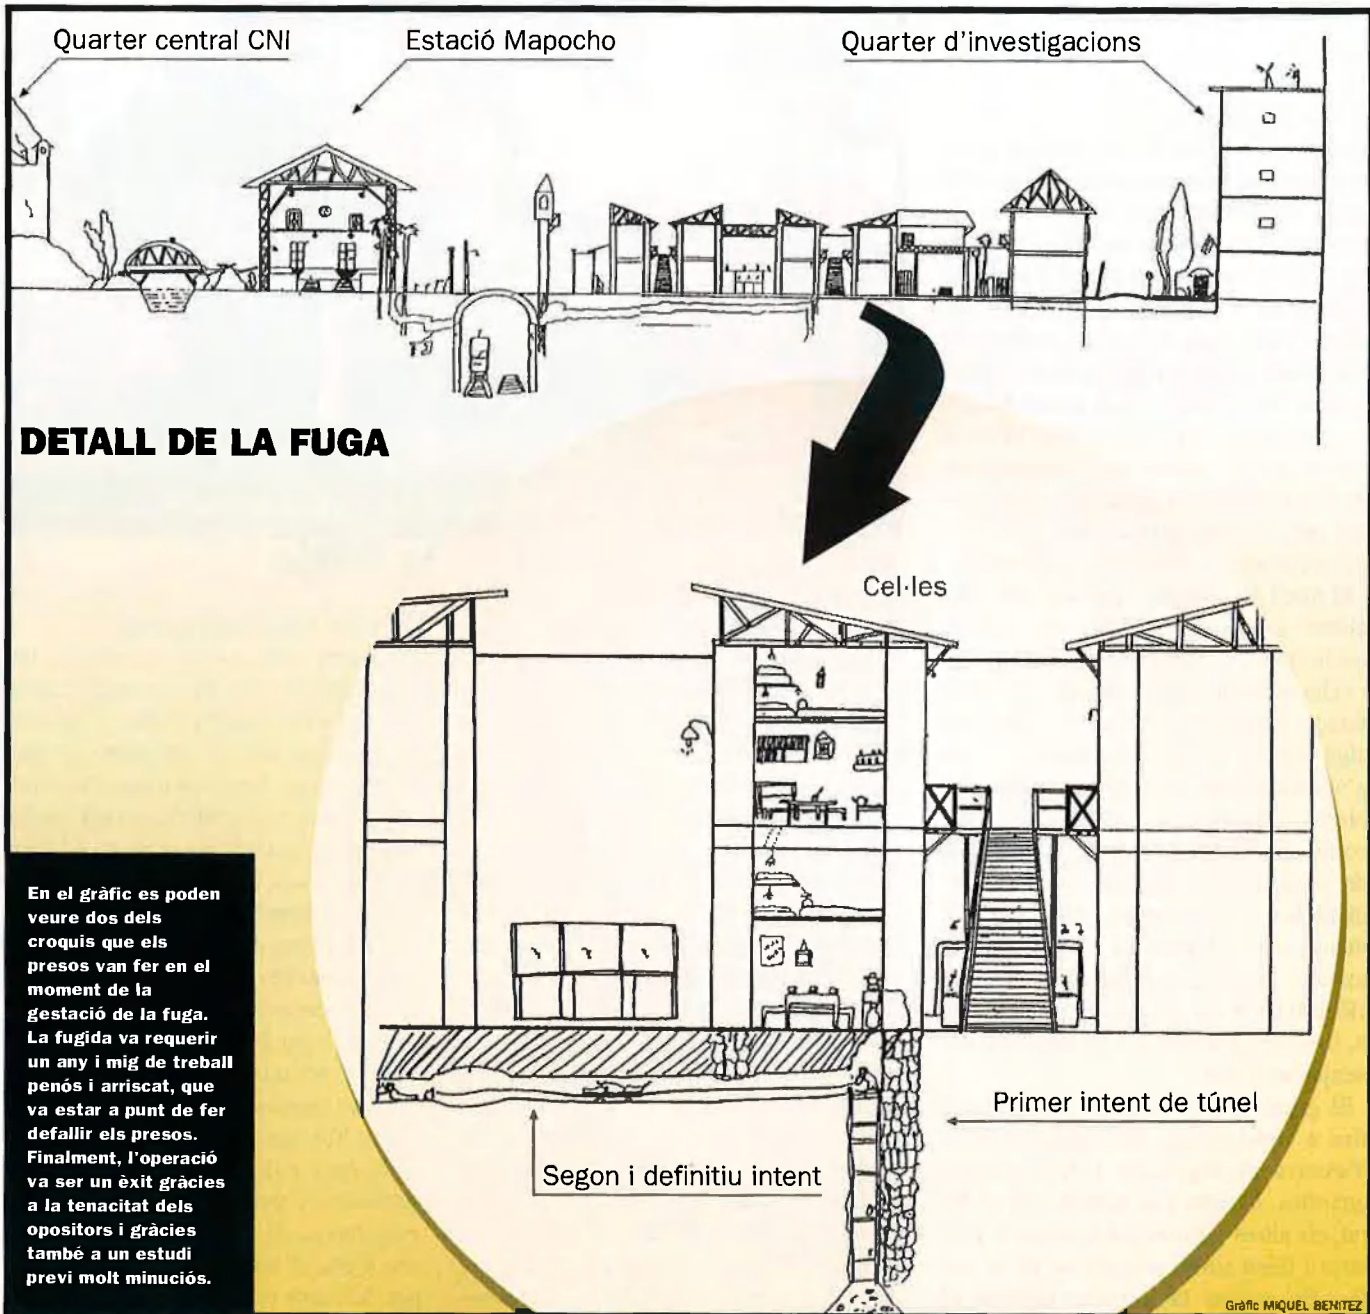 Quarter central CNI
Estació Mapocho
Quarter d'investigacions
DETALL DE LA FUGA
Cel·les
En el gràfic es poden
veure dos dels
croquis que els
presos van fer en el
moment de la
gestació de la fuga.
La fugida va requerir
un any i mig de treball
penós i arriscat, que
va estar a punt de fer
defallir els presos.
Finalment, l'operació
va ser un èxit gràcies
a la tenacitat dels
opositors i gràcies
també a un estudi
previ molt minuciós.
Primer intent de túnel
Segon i definitiu intent
Gràfic MIQUEL BENITEZ